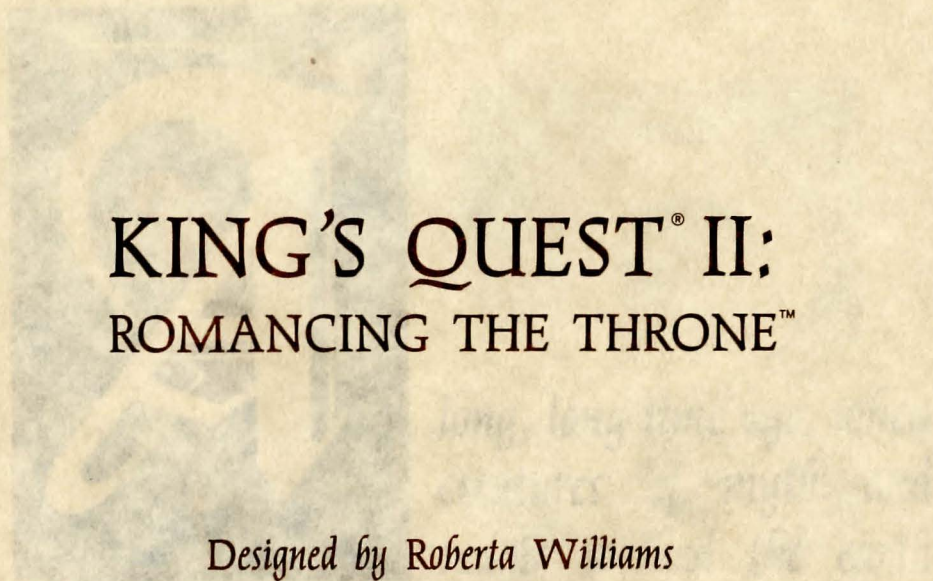 KING'S QUEST® II:
ROMANCING THE THRONE™
Designed by Roberta Williams